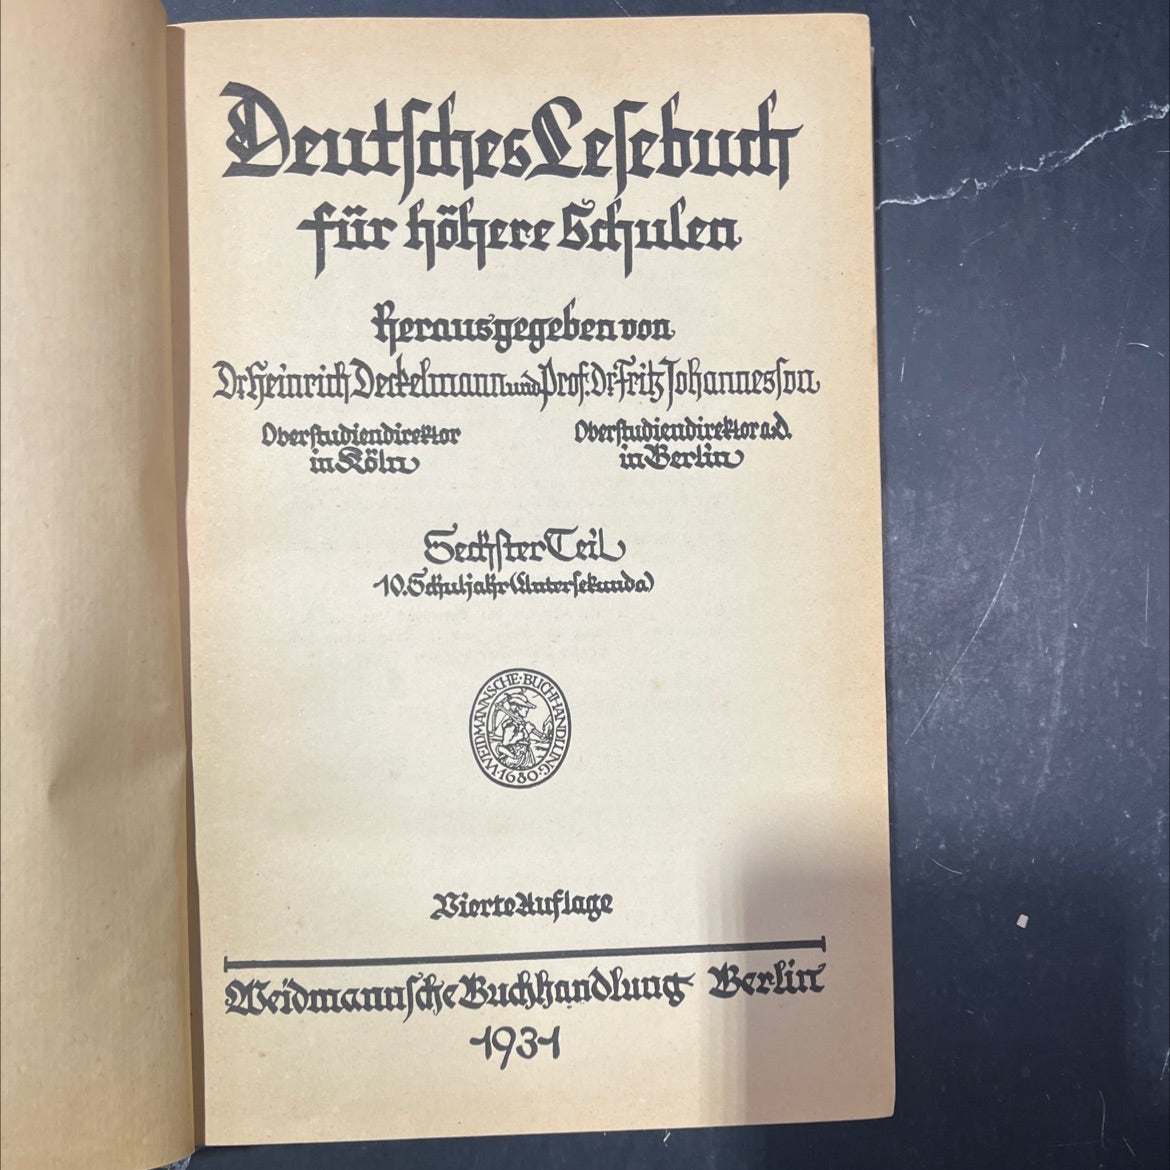 Deutsches Lesebuch
für höhere Schulen
Herausgegeben von
Dr. Heinrich Deckelmann und Prof. Dr. Fritz Johannesson
Oberstudiendirektor
in Köln
Oberstudiendirektor a.D.
in Berlin
Sechster Teil
10. Schuljahr (Untersekunda)
WEIDMANNSCHE · BUCHHANDLUNG · 1680 ·
Vierte Auflage
Weidmannsche Buchhandlung Berlin
1931